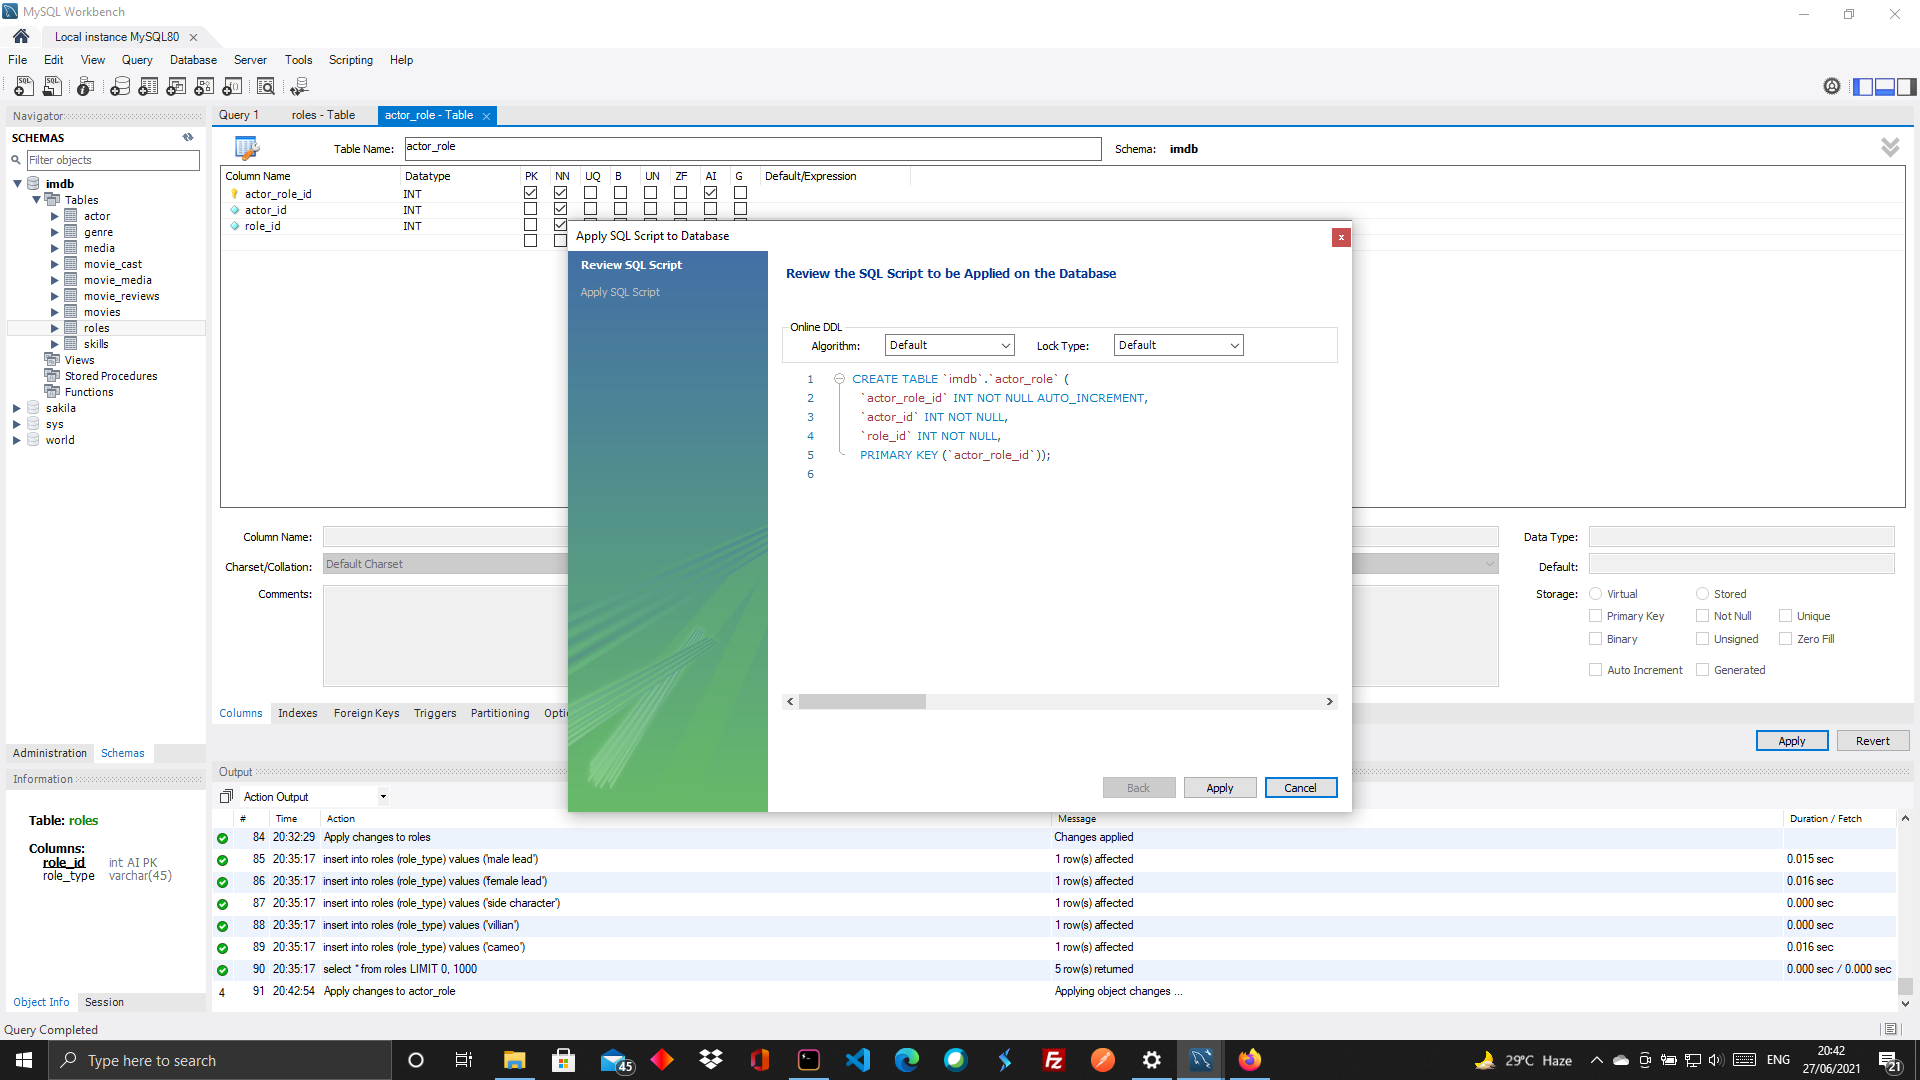 MySQL Workbench
Local instance MySQL80
File Edit View Query Database Server Tools Scripting Help
Navigator
SCHEMAS
Filter objects
imdb
Tables
actor
genre
media
movie_cast
movie_media
movie_reviews
movies
roles
skills
Views
Stored Procedures
Functions
sakila
sys
world
Administration Schemas
Information
Table: roles
Columns:
role_id int AI PK
role_type varchar(45)
Object Info Session
Query 1 roles - Table actor_role - Table
Table Name: actor_role Schema: imdb
Column Name Datatype PK NN UQ B UN ZF AI G Default/Expression
actor_role_id INT
actor_id INT
role_id INT
Apply SQL Script to Database
Review SQL Script
Apply SQL Script
Review the SQL Script to be Applied on the Database
Online DDL
Algorithm: Default Lock Type: Default
1 CREATE TABLE `imdb`.`actor_role` (
2 `actor_role_id` INT NOT NULL AUTO_INCREMENT,
3 `actor_id` INT NOT NULL,
4 `role_id` INT NOT NULL,
5 PRIMARY KEY (`actor_role_id`));
6
Back Apply Cancel
Column Name: Data Type:
Charset/Collation: Default Charset Default:
Comments: Storage: Virtual Stored
Primary Key Not Null Unique
Binary Unsigned Zero Fill
Auto Increment Generated
Columns Indexes Foreign Keys Triggers Partitioning Optio
Apply Revert
Output
Action Output
# Time Action Message Duration / Fetch
84 20:32:29 Apply changes to roles Changes applied
85 20:35:17 insert into roles (role_type) values ('male lead') 1 row(s) affected 0.015 sec
86 20:35:17 insert into roles (role_type) values ('female lead') 1 row(s) affected 0.016 sec
87 20:35:17 insert into roles (role_type) values ('side character') 1 row(s) affected 0.000 sec
88 20:35:17 insert into roles (role_type) values ('villian') 1 row(s) affected 0.000 sec
89 20:35:17 insert into roles (role_type) values ('cameo') 1 row(s) affected 0.016 sec
90 20:35:17 select * from roles LIMIT 0, 1000 5 row(s) returned 0.000 sec / 0.000 sec
4 91 20:42:54 Apply changes to actor_role Applying object changes ...
Query Completed
Type here to search
45
29°C Haze
ENG
20:42
27/06/2021
21